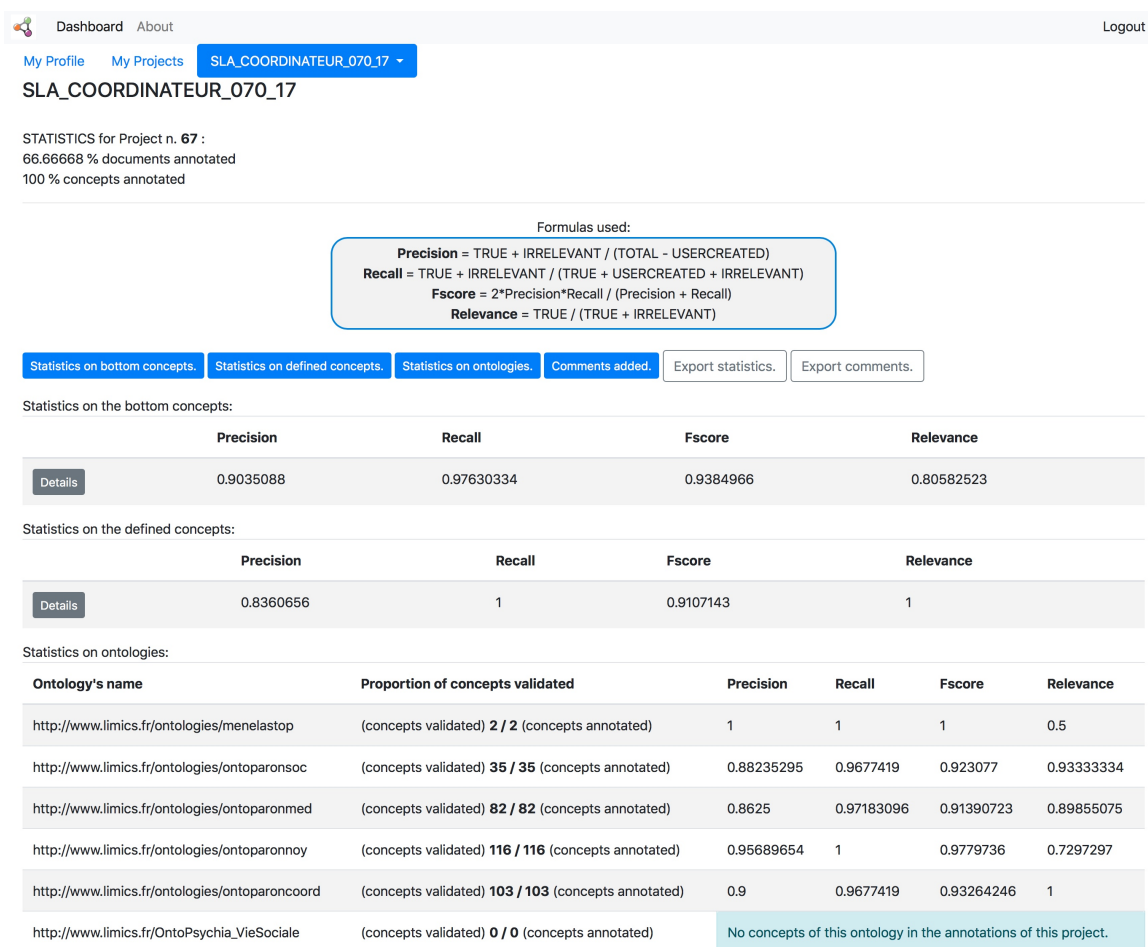 Dashboard About Logout
My Profile My Projects SLA_COORDINATEUR_070_17
SLA_COORDINATEUR_070_17
STATISTICS for Project n. 67 :
66.66668 % documents annotated
100 % concepts annotated
Formulas used:
Precision = TRUE + IRRELEVANT / (TOTAL - USERCREATED)
Recall = TRUE + IRRELEVANT / (TRUE + USERCREATED + IRRELEVANT)
Fscore = 2*Precision*Recall / (Precision + Recall)
Relevance = TRUE / (TRUE + IRRELEVANT)
Statistics on bottom concepts. Statistics on defined concepts. Statistics on ontologies. Comments added. Export statistics. Export comments.
Statistics on the bottom concepts:
Precision Recall Fscore Relevance
Details 0.9035088 0.97630334 0.9384966 0.80582523
Statistics on the defined concepts:
Precision Recall Fscore Relevance
Details 0.8360656 1 0.9107143 1
Statistics on ontologies:
Ontology's name Proportion of concepts validated Precision Recall Fscore Relevance
http://www.limics.fr/ontologies/menelastop (concepts validated) 2 / 2 (concepts annotated) 1 1 1 0.5
http://www.limics.fr/ontologies/ontoparonsoc (concepts validated) 35 / 35 (concepts annotated) 0.88235295 0.9677419 0.923077 0.93333334
http://www.limics.fr/ontologies/ontoparonmed (concepts validated) 82 / 82 (concepts annotated) 0.8625 0.97183096 0.91390723 0.89855075
http://www.limics.fr/ontologies/ontoparonnoy (concepts validated) 116 / 116 (concepts annotated) 0.95689654 1 0.9779736 0.7297297
http://www.limics.fr/ontologies/ontoparoncoord (concepts validated) 103 / 103 (concepts annotated) 0.9 0.9677419 0.93264246 1
http://www.limics.fr/OntoPsychia_VieSociale (concepts validated) 0 / 0 (concepts annotated) No concepts of this ontology in the annotations of this project.